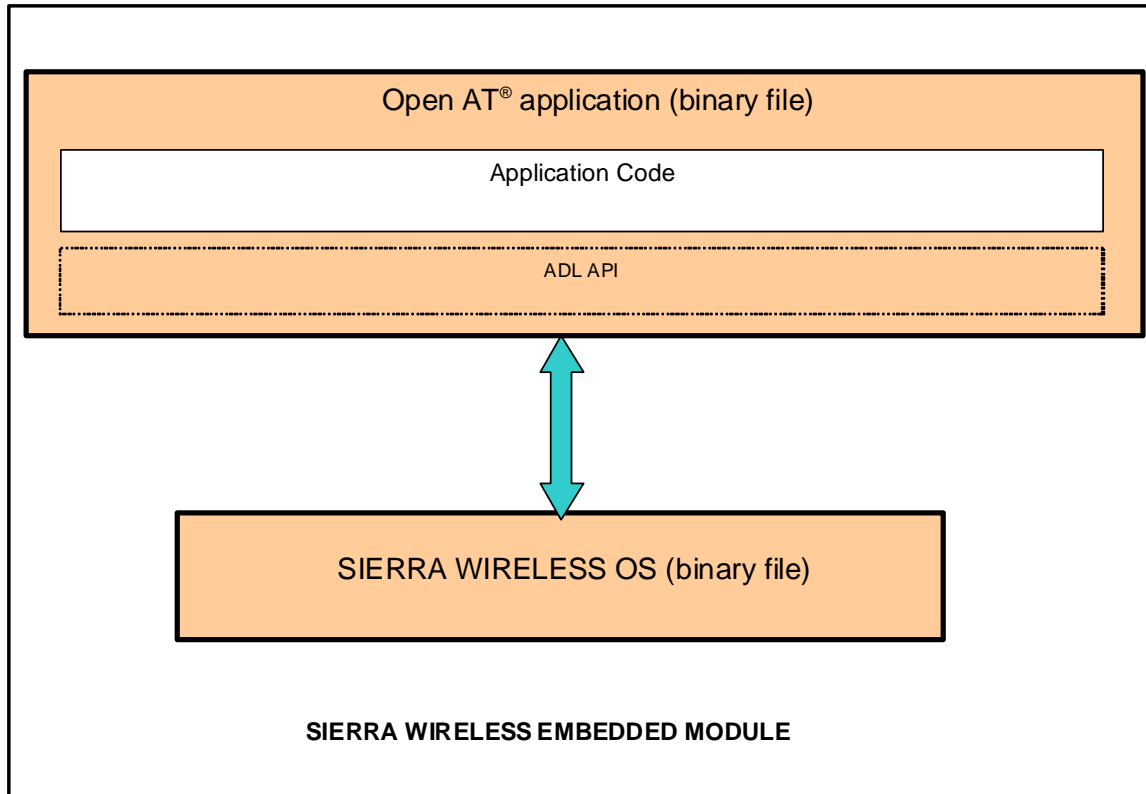 Open AT® application (binary file)
Application Code
ADL API
SIERRA WIRELESS OS (binary file)
SIERRA WIRELESS EMBEDDED MODULE